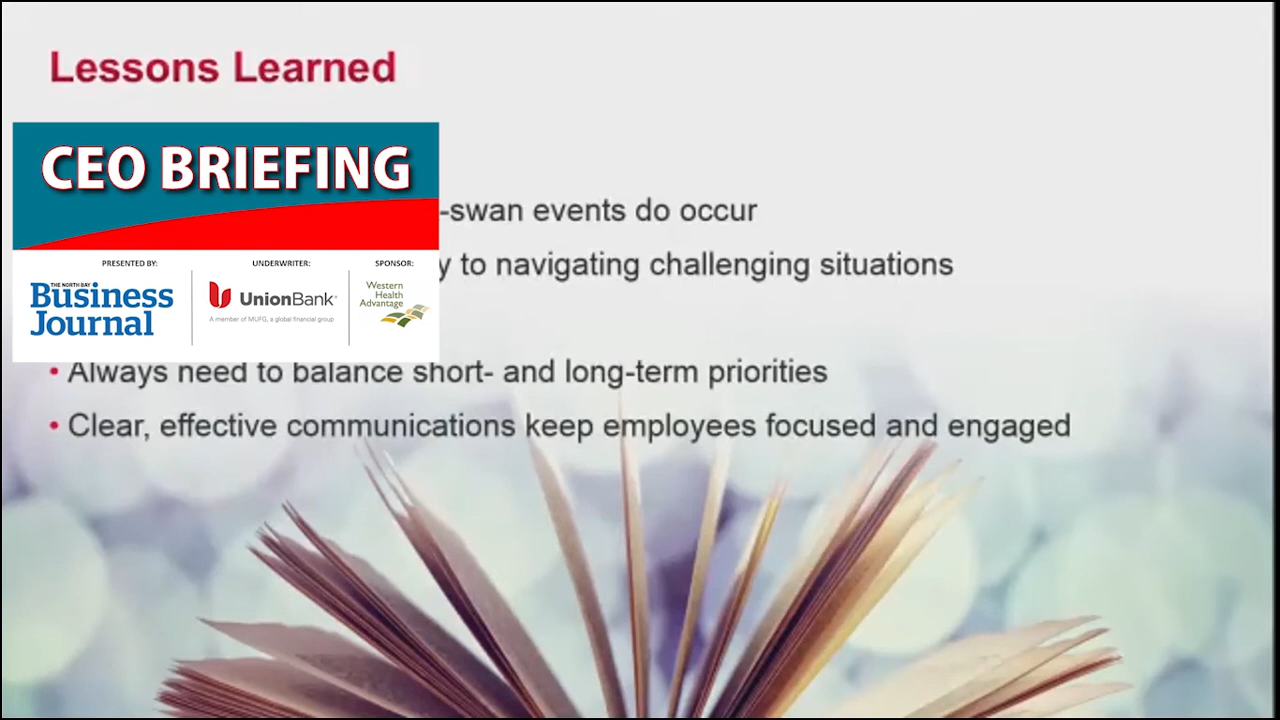 Lessons Learned
CEO BRIEFING
-swan events do occur
y to navigating challenging situations
PRESENTED BY:
THE NORTH BAY
Business
Journal
UNDERWRITER:
UnionBank®
A member of MUFG, a global financial group
SPONSOR:
Western
Health
Advantage
• Always need to balance short- and long-term priorities
• Clear, effective communications keep employees focused and engaged